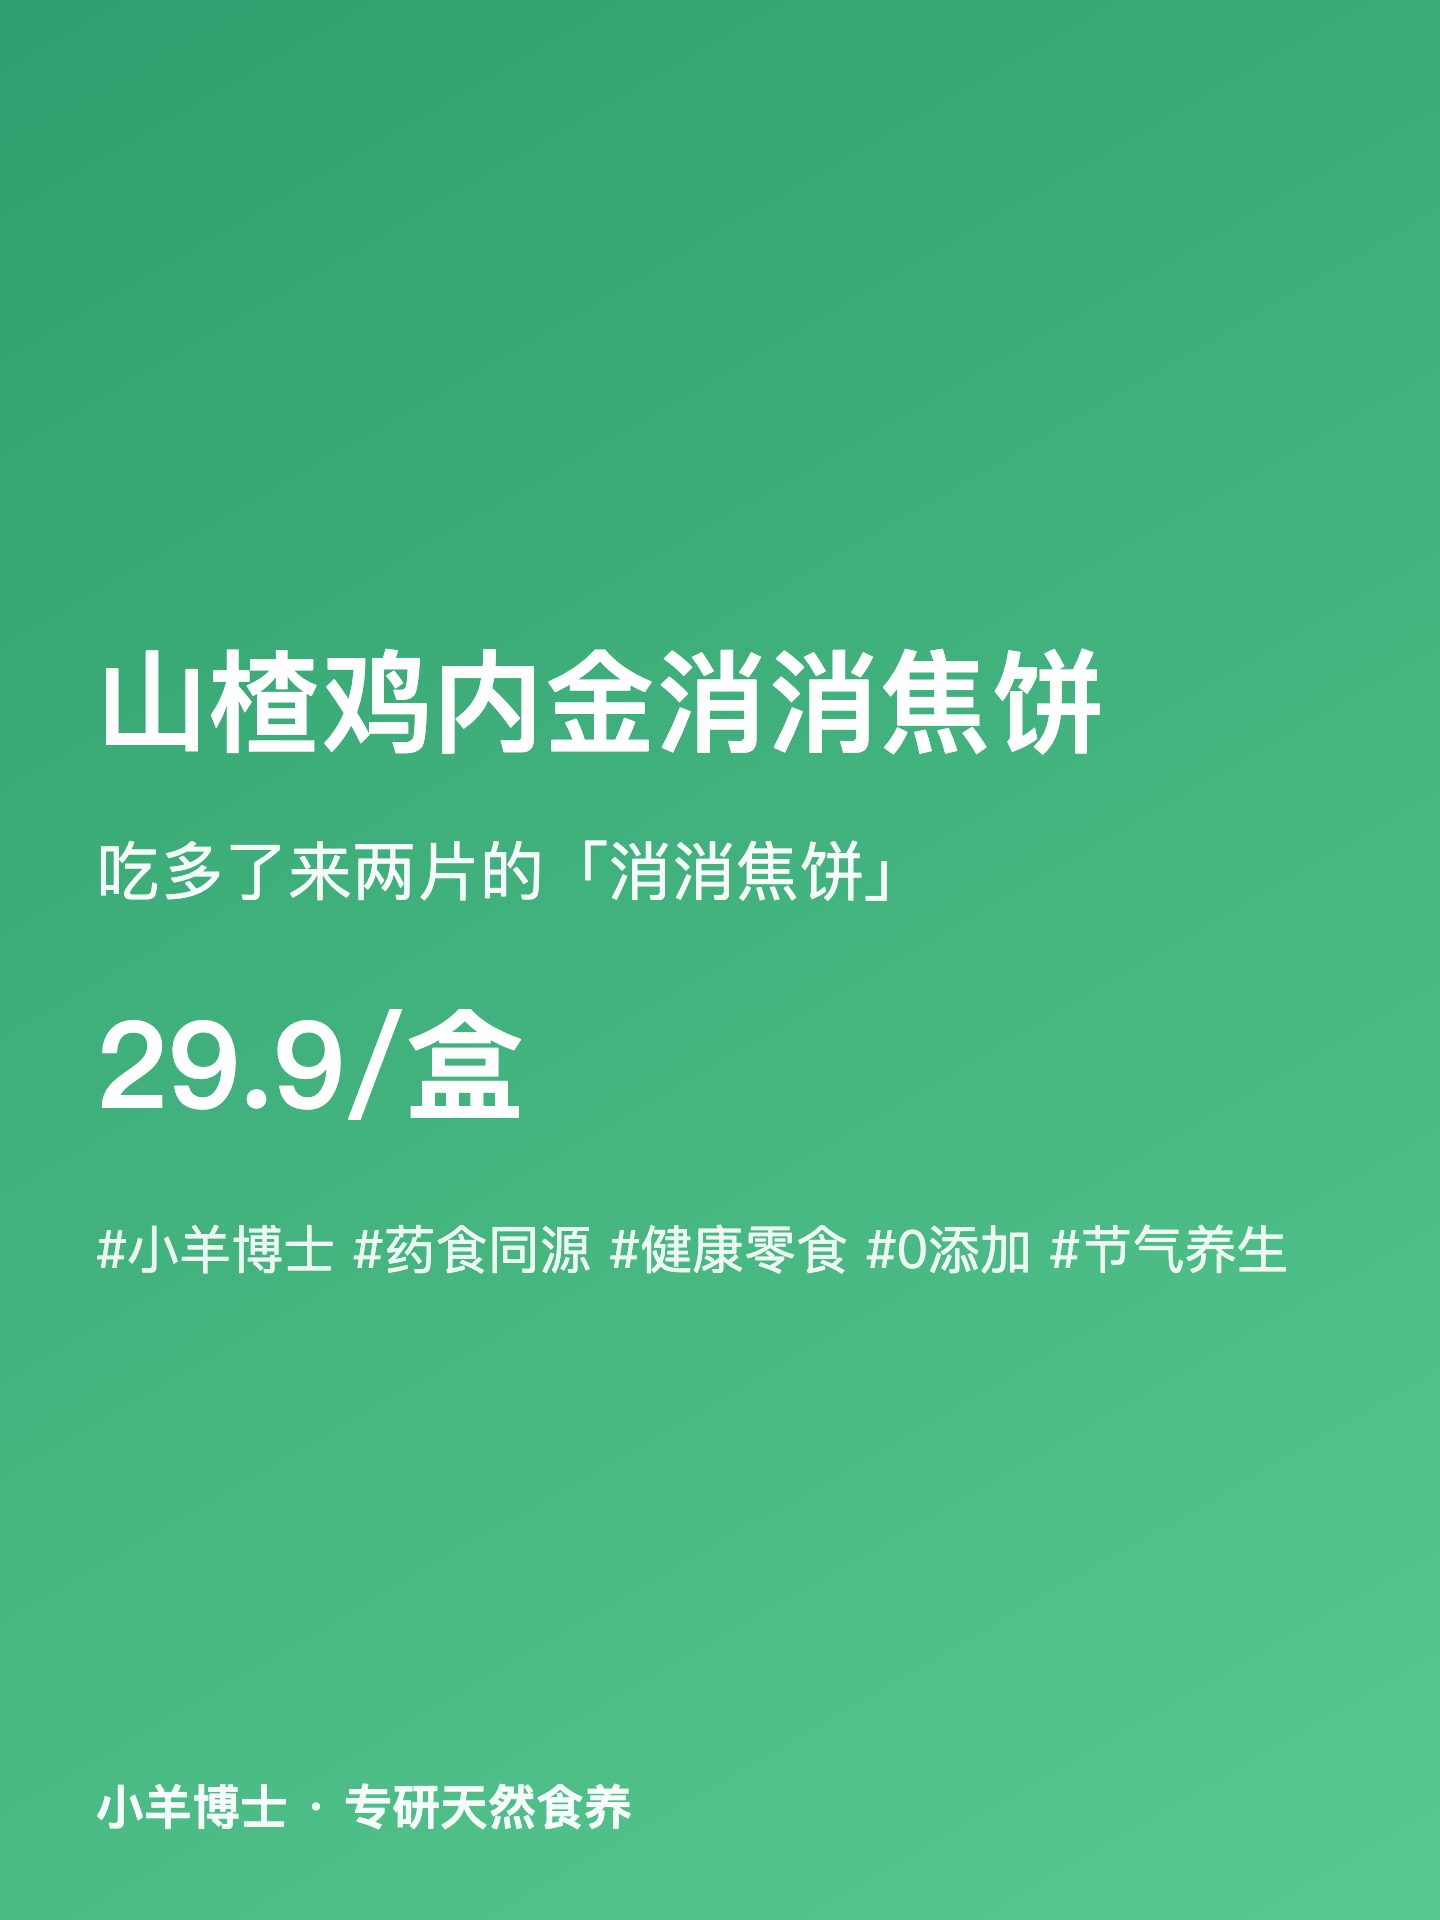 山楂鸡内金消消焦饼
吃多了来两片的「消消焦饼」
29.9/盒
#小羊博士 #药食同源 #健康零食 #0添加 #节气养生
小羊博士 · 专研天然食养